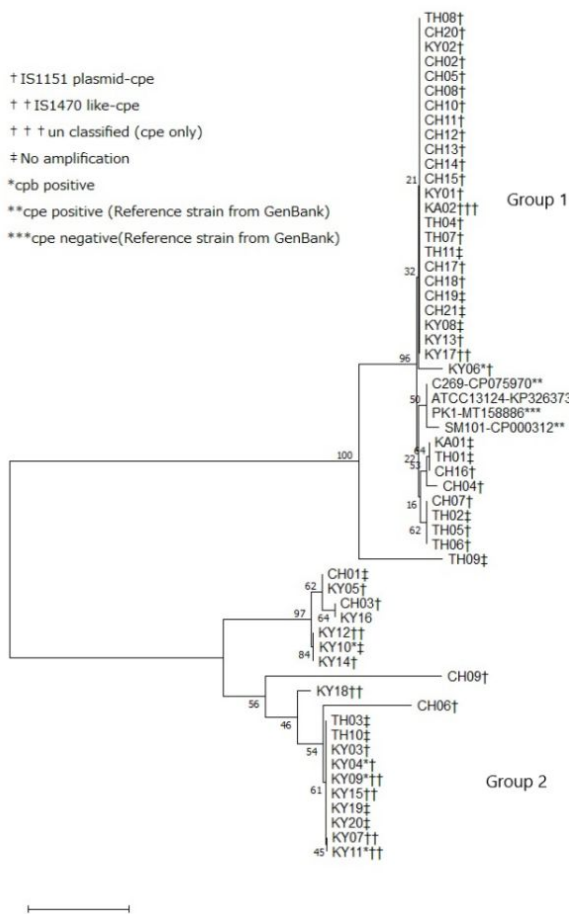 † IS1151 plasmid-cpe
† † IS1470 like-cpe
† † † un classified (cpe only)
‡ No amplification
*cpb positive
**cpe positive (Reference strain from GenBank)
***cpe negative(Reference strain from GenBank)
TH08†
CH20†
KY02†
CH02†
CH05†
CH08†
CH10†
CH11†
CH12†
CH13†
CH14†
CH15†
21
KY01†
Group 1
KA02†††
TH04†
TH07†
TH11‡
CH17†
32
CH18†
CH19‡
CH21‡
KY08‡
KY13†
KY17††
96
KY06*†
C269-CP075970**
ATCC13124-KP326373
50
PK1-MT158886***
SM101-CP000312**
KA01‡
64
TH01‡
100
22
53
CH16†
CH04†
CH07†
16
TH02‡
TH05†
62
TH06†
TH09‡
CH01‡
62
KY05†
CH03†
97
64
KY16
KY12††
KY10*‡
84
KY14†
CH09†
56
KY18††
46
CH06†
TH03‡
TH10‡
54
KY03†
KY04*†
KY09*††
Group 2
61
KY15††
KY19‡
KY20‡
KY07††
45
KY11*††